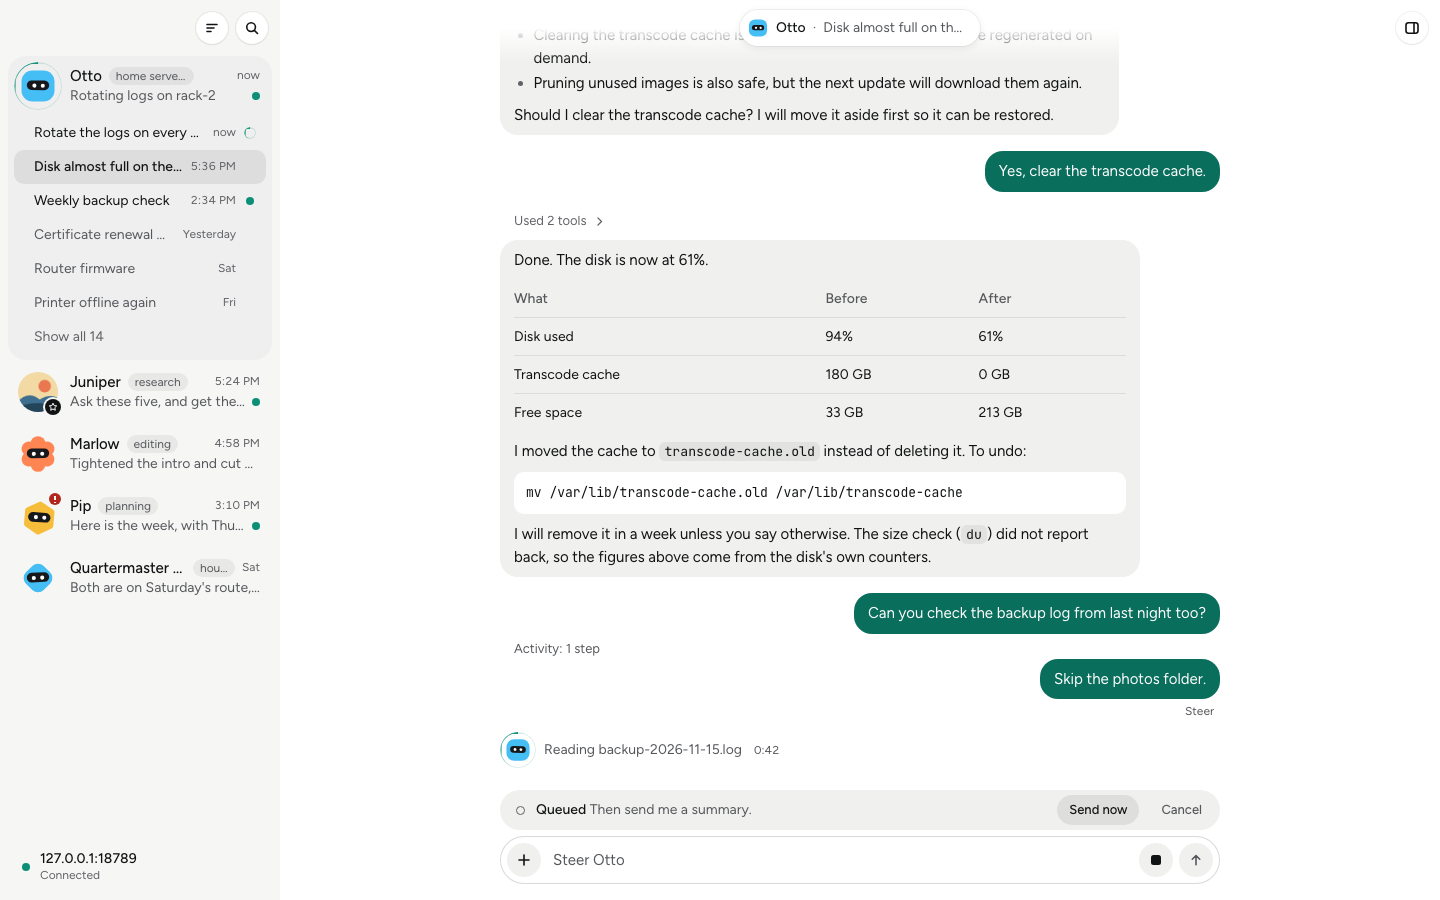 Otto home serve... now
Rotating logs on rack-2
Rotate the logs on every ... now
Disk almost full on the... 5:36 PM
Weekly backup check 2:34 PM
Certificate renewal ... Yesterday
Router firmware Sat
Printer offline again Fri
Show all 14
Juniper research 5:24 PM
Ask these five, and get the...
Marlow editing 4:58 PM
Tightened the intro and cut ...
Pip planning 3:10 PM
Here is the week, with Thu...
Quartermaster ... hou... Sat
Both are on Saturday's route,...
127.0.0.1:18789
Connected
Otto · Disk almost full on th...
Clearing the transcode cache is e regenerated on
demand.
Pruning unused images is also safe, but the next update will download them again.
Should I clear the transcode cache? I will move it aside first so it can be restored.
Yes, clear the transcode cache.
Used 2 tools
Done. The disk is now at 61%.
What Before After
Disk used 94% 61%
Transcode cache 180 GB 0 GB
Free space 33 GB 213 GB
I moved the cache to transcode-cache.old instead of deleting it. To undo:
mv /var/lib/transcode-cache.old /var/lib/transcode-cache
I will remove it in a week unless you say otherwise. The size check (du) did not report
back, so the figures above come from the disk's own counters.
Can you check the backup log from last night too?
Activity: 1 step
Skip the photos folder.
Steer
Reading backup-2026-11-15.log 0:42
Queued Then send me a summary. Send now Cancel
Steer Otto